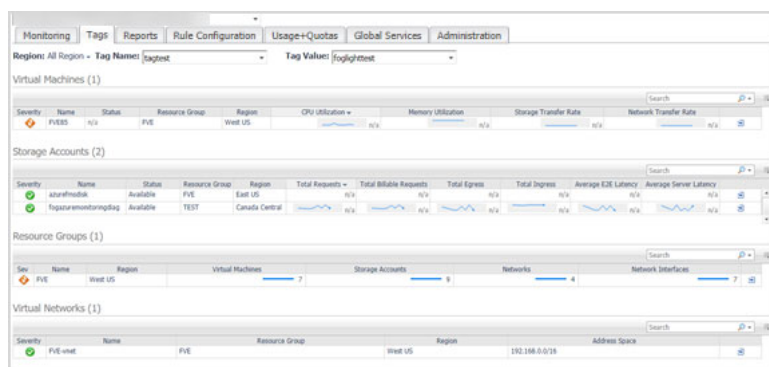 Monitoring Tags Reports Rule Configuration Usage+Quotas Global Services Administration
Region: All Region Tag Name: tagtest Tag Value: foglighttest
Virtual Machines (1)
Search
Severity Name Status Resource Group Region CPU Utilization Memory Utilization Storage Transfer Rate Network Transfer Rate
FVE85 n/a FVE West US n/a n/a n/a n/a
Storage Accounts (2)
Search
Severity Name Status Resource Group Region Total Requests Total Billable Requests Total Egress Total Ingress Average E2E Latency Average Server Latency
azurefmsdisk Available FVE East US n/a n/a n/a n/a n/a n/a
fogazuremonitoringdiag Available TEST Canada Central n/a n/a n/a n/a n/a n/a
Resource Groups (1)
Search
Sev Name Region Virtual Machines Storage Accounts Networks Network Interfaces
FVE West US 7 9 4 7
Virtual Networks (1)
Search
Severity Name Resource Group Region Address Space
FVE-vnet FVE West US 192.168.0.0/16